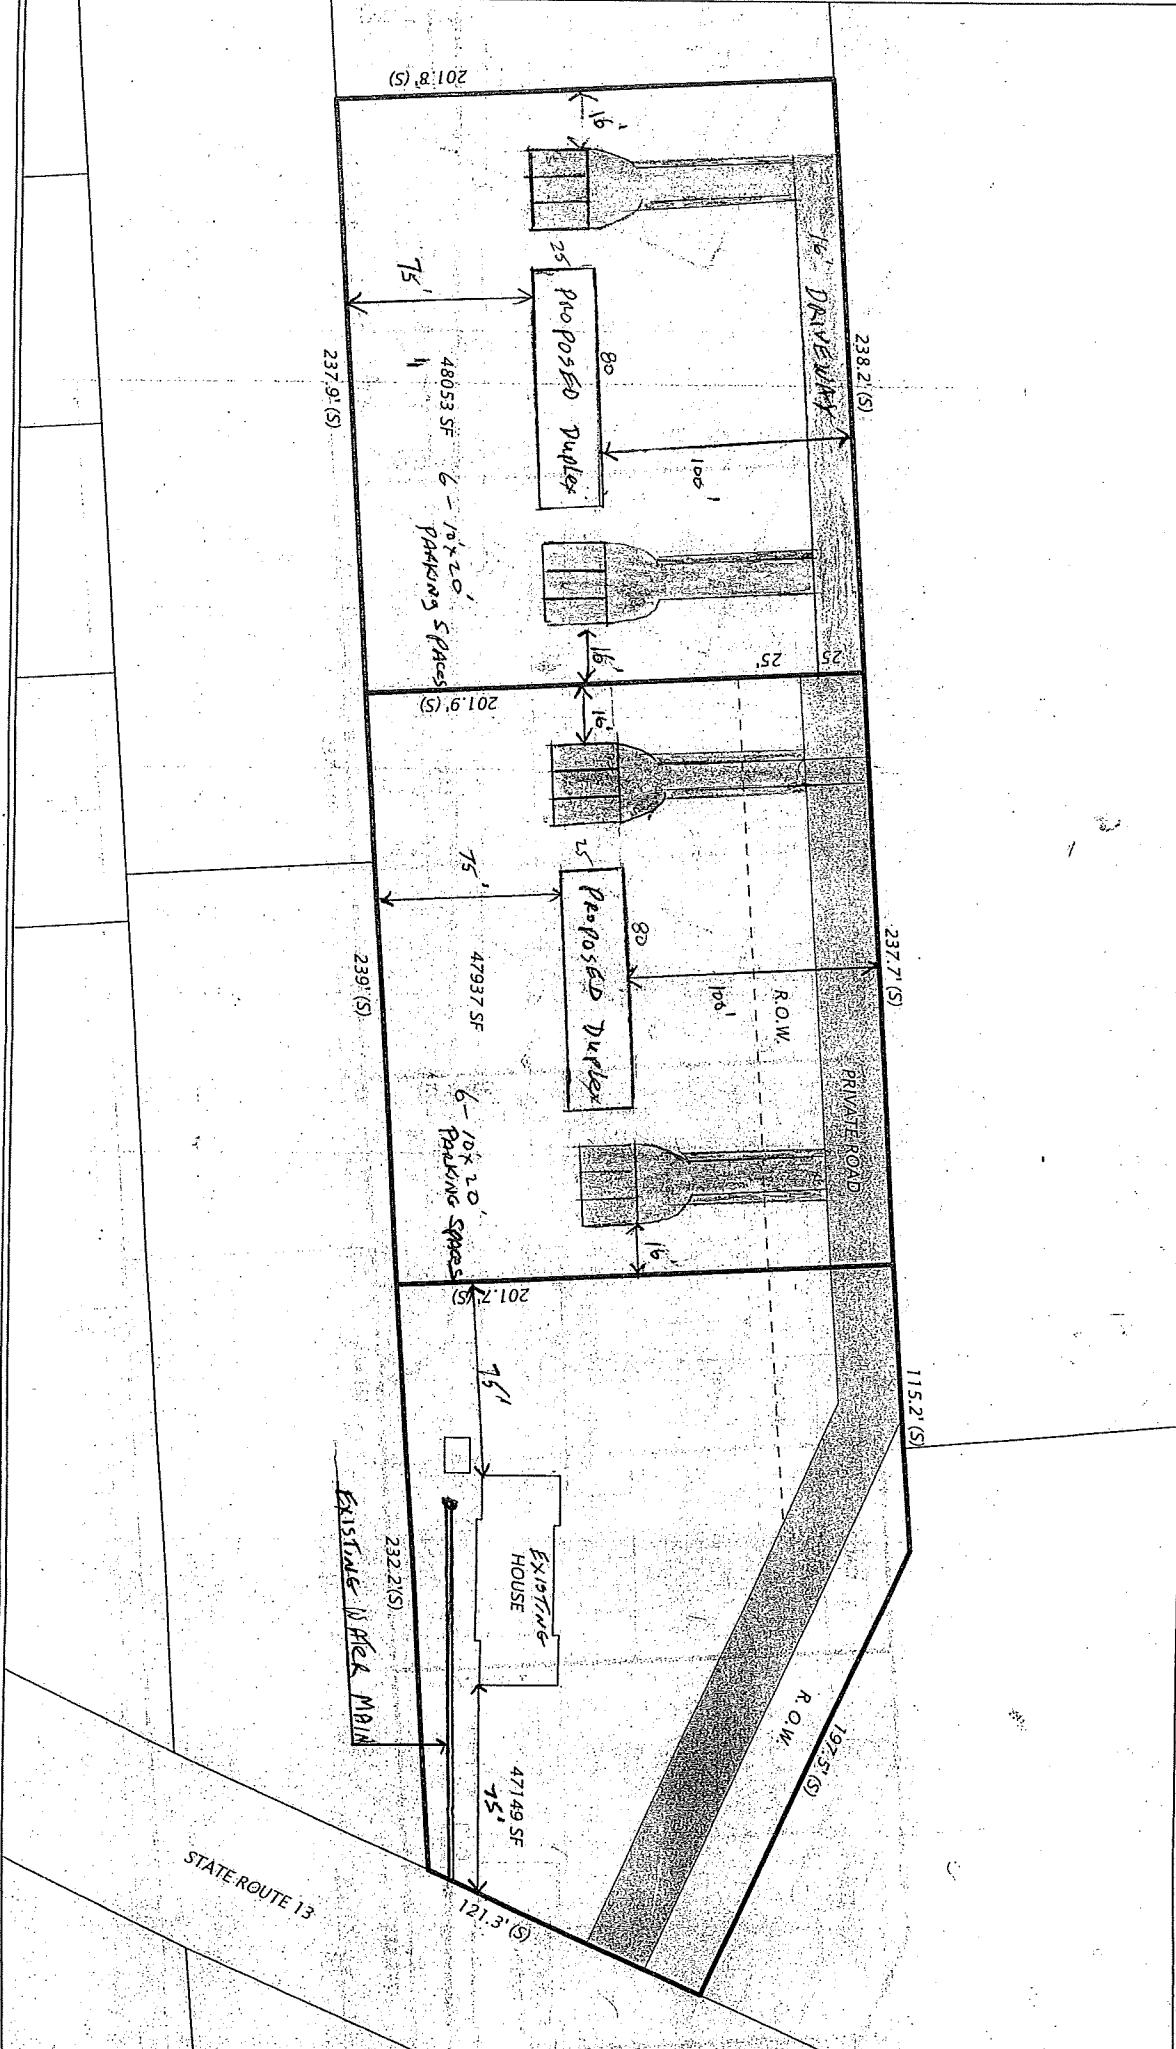 201.8' (S)
16'
16' DRIVEWAY
238.2' (S)
25
PROPOSED Duplex
80
75'
100'
237.9' (S)
48053 SF
"
6 - 10'x20'
PARKING SPACES
16'
25'
25
201.9' (S)
16'
25
PROPOSED Duplex
80
75'
100'
R.O.W.
237.7' (S)
PRIVATE ROAD
239' (S)
47937 SF
6 - 10'x20'
PARKING SPACES
16'
201.7' (S)
75'
115.2' (S)
EXISTING
HOUSE
EXISTING WATER MAIN
232.2' (S)
R.O.W.
197.5' (S)
47149 SF
75'
121.3' (S)
STATE ROUTE 13